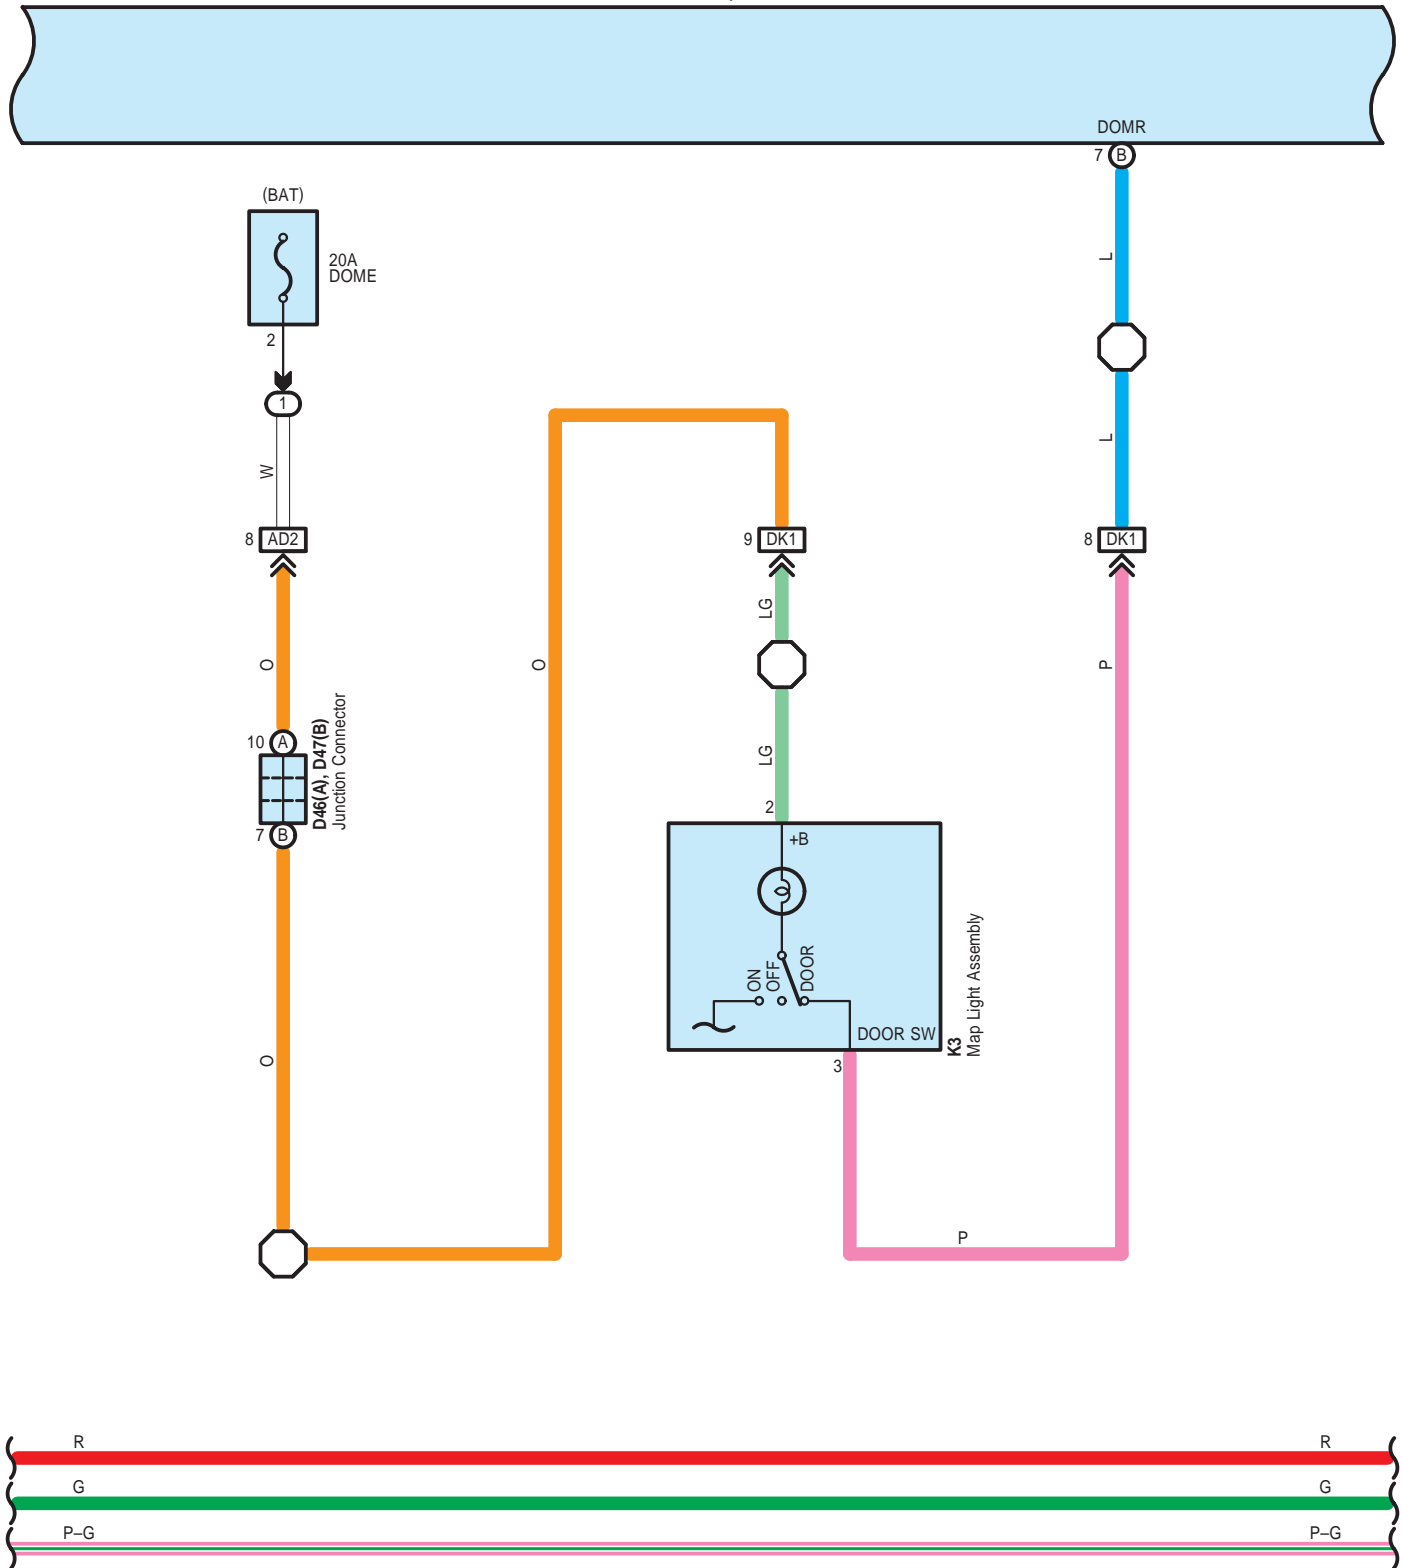 DOMR
7 B
(BAT)
20A
DOME
2
1
W
L
L
8 AD2
9 DK1
8 DK1
O
O
LG
P
10 A
7 B
D46(A), D47(B)
Junction Connector
LG
2
+B
ON
OFF
DOOR
DOOR SW
K3
Map Light Assembly
3
O
P
R
R
G
G
P–G
P–G